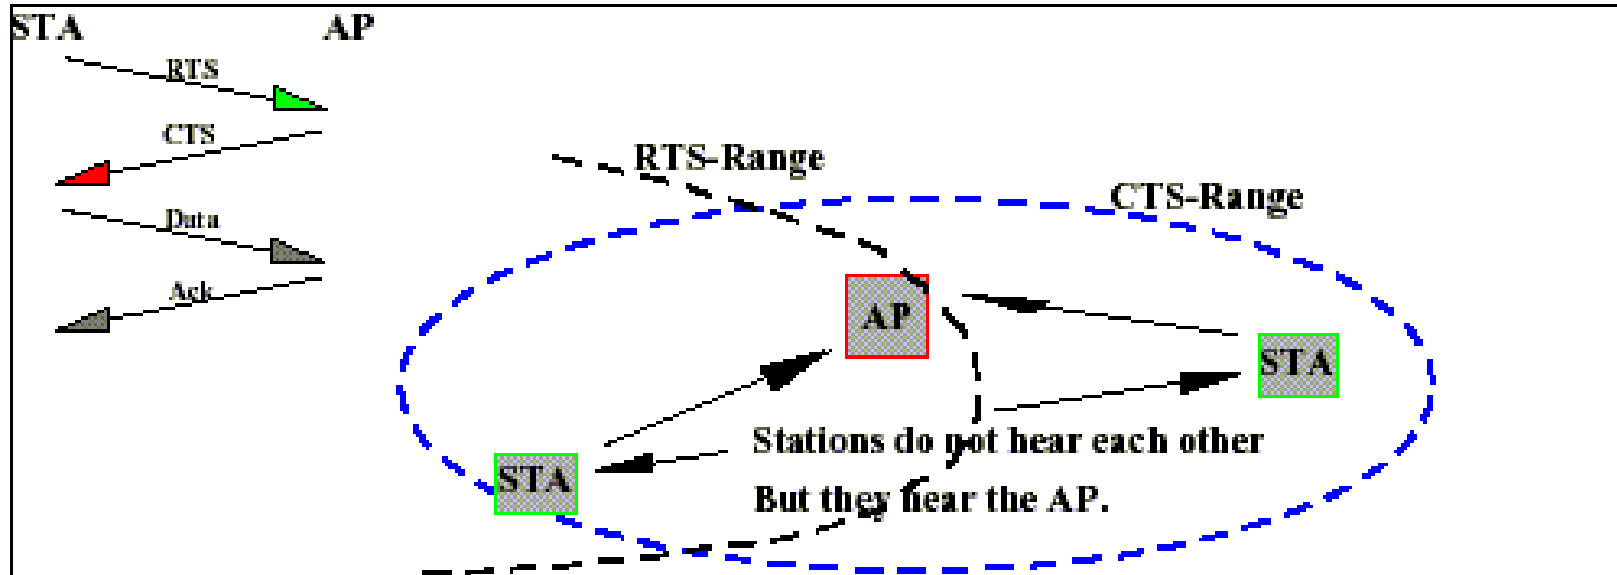 STA AP
RTS
CTS
Data
Ack
RTS-Range
CTS-Range
AP
STA
STA
Stations do not hear each other
But they hear the AP.